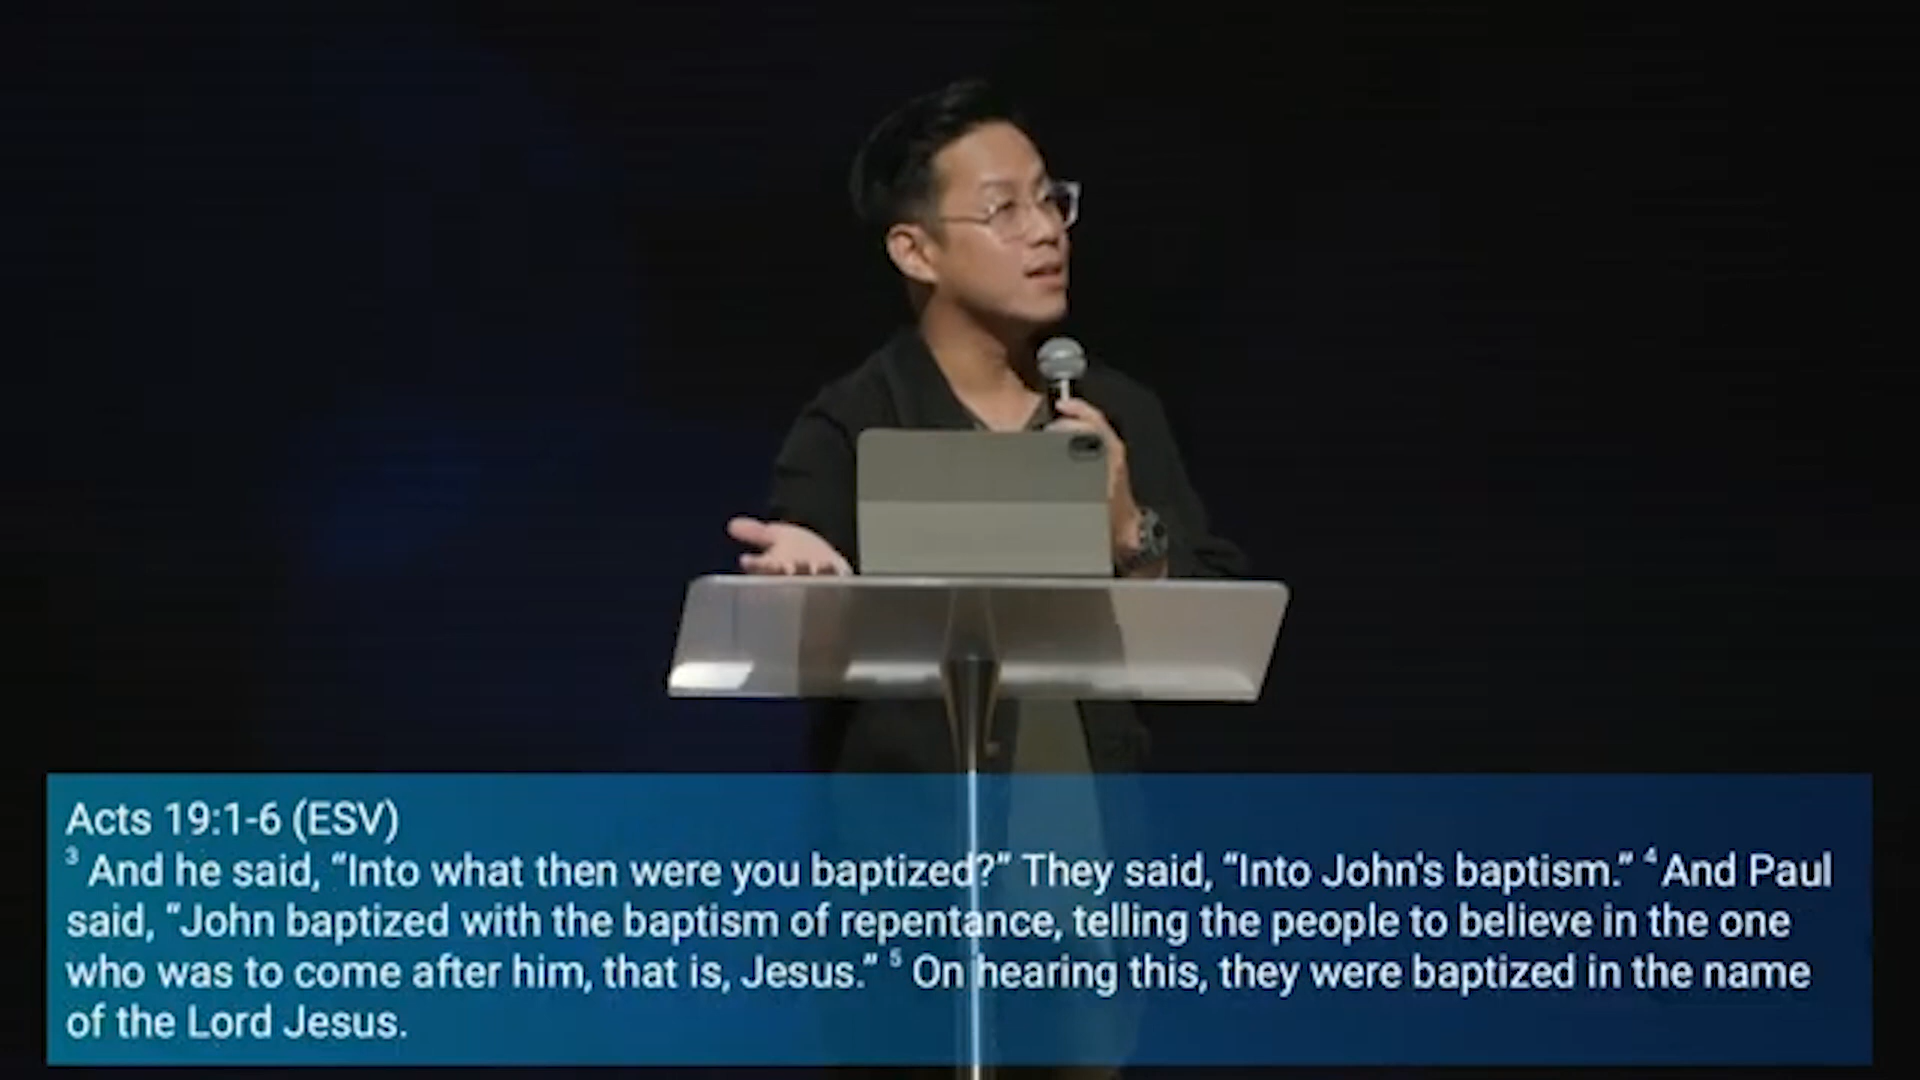 Acts 19:1-6 (ESV)
3 And he said, “Into what then were you baptized?” They said, “Into John's baptism.” 4 And Paul
said, “John baptized with the baptism of repentance, telling the people to believe in the one
who was to come after him, that is, Jesus.” 5 On hearing this, they were baptized in the name
of the Lord Jesus.